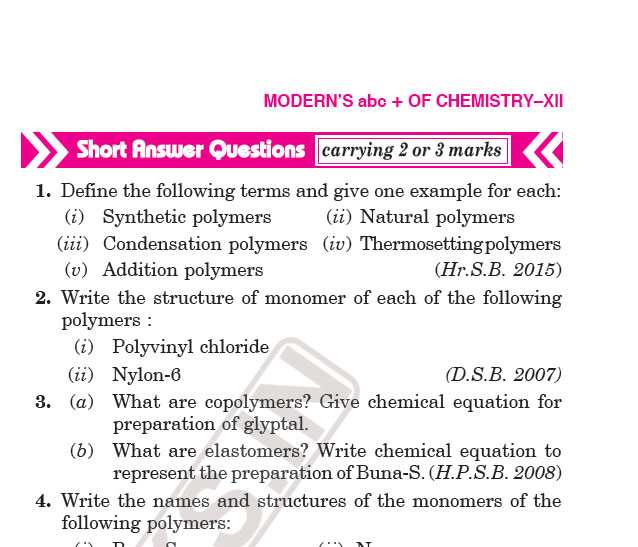 MODERN'S abc + OF CHEMISTRY–XII
Short Answer Questions carrying 2 or 3 marks
1. Define the following terms and give one example for each:
(i) Synthetic polymers (ii) Natural polymers
(iii) Condensation polymers (iv) Thermosetting polymers
(v) Addition polymers (Hr.S.B. 2015)
2. Write the structure of monomer of each of the following
polymers :
(i) Polyvinyl chloride
(ii) Nylon-6 (D.S.B. 2007)
3. (a) What are copolymers? Give chemical equation for
preparation of glyptal.
(b) What are elastomers? Write chemical equation to
represent the preparation of Buna-S. (H.P.S.B. 2008)
4. Write the names and structures of the monomers of the
following polymers: